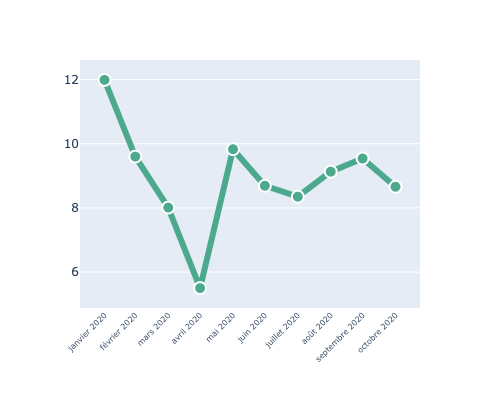 12
10
8
6
janvier 2020
février 2020
mars 2020
avril 2020
mai 2020
juin 2020
juillet 2020
août 2020
septembre 2020
octobre 2020